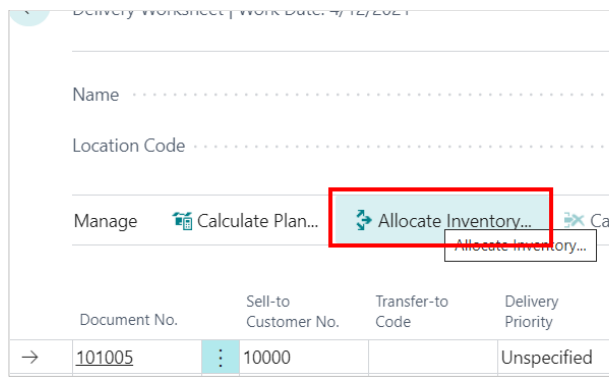 Delivery Worksheet | Work Date: 4/12/2021
Name
Location Code
Manage Calculate Plan... Allocate Inventory... Ca
Allocate Inventory...
Document No. Sell-to Customer No. Transfer-to Code Delivery Priority
101005 10000 Unspecified